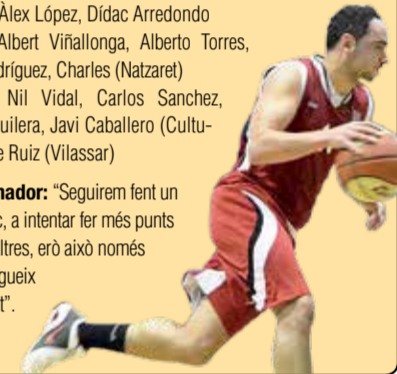 Àlex López, Dídac Arredondo
Albert Viñallonga, Alberto Torres,
dríguez, Charles (Natzaret)
Nil Vidal, Carlos Sanchez,
uilera, Javi Caballero (Cultu-
e Ruiz (Vilassar)
nador: “Seguirem fent un
c, a intentar fer més punts
ltres, erò això només
gueix
t”.